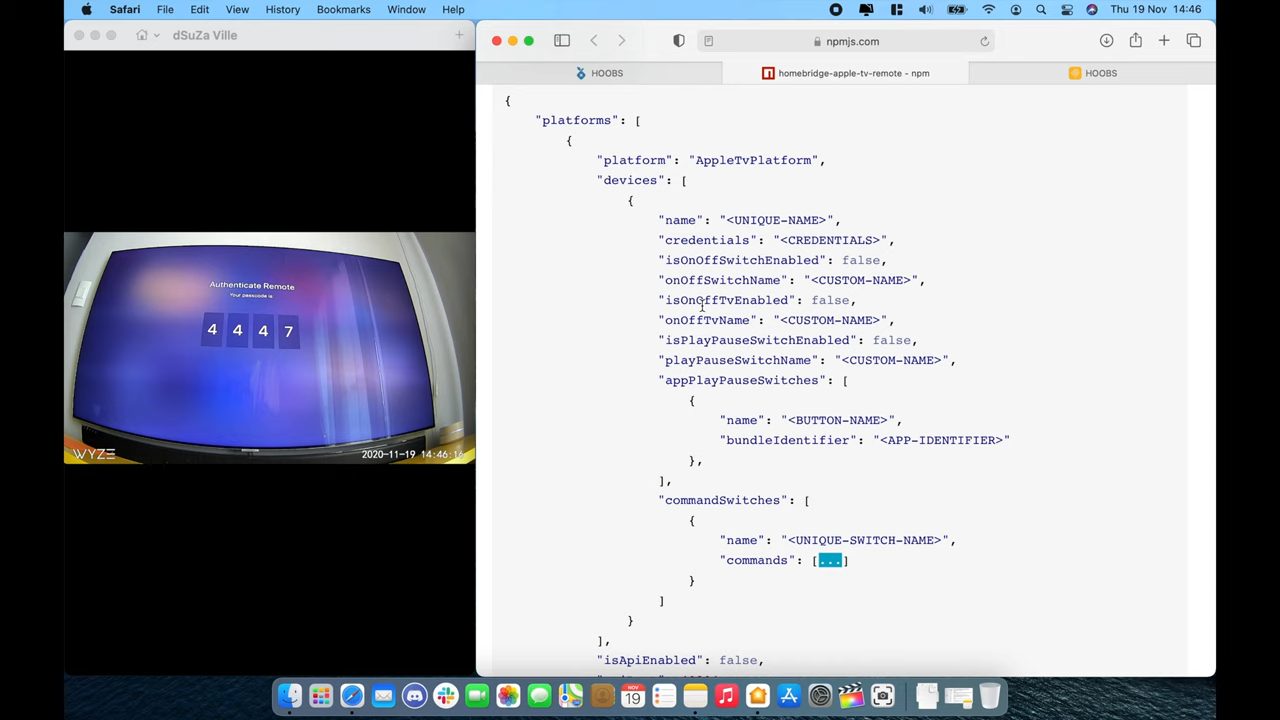 Safari File Edit View History Bookmarks Window Help Thu 19 Nov 14:46
dSuZa Ville
npmjs.com
HOOBS
homebridge-apple-tv-remote - npm
HOOBS
Authenticate Remote
Your passcode is
4 4 4 7
WYZE
2020-11-19 14:46:16
{
"platforms": [
{
"platform": "AppleTvPlatform",
"devices": [
{
"name": "<UNIQUE-NAME>",
"credentials": "<CREDENTIALS>",
"isOnOffSwitchEnabled": false,
"onOffSwitchName": "<CUSTOM-NAME>",
"isOnOffTvEnabled": false,
"onOffTvName": "<CUSTOM-NAME>",
"isPlayPauseSwitchEnabled": false,
"playPauseSwitchName": "<CUSTOM-NAME>",
"appPlayPauseSwitches": [
{
"name": "<BUTTON-NAME>",
"bundleIdentifier": "<APP-IDENTIFIER>"
},
],
"commandSwitches": [
{
"name": "<UNIQUE-SWITCH-NAME>",
"commands": [...]
}
]
}
],
"isApiEnabled": false,
NOV
19